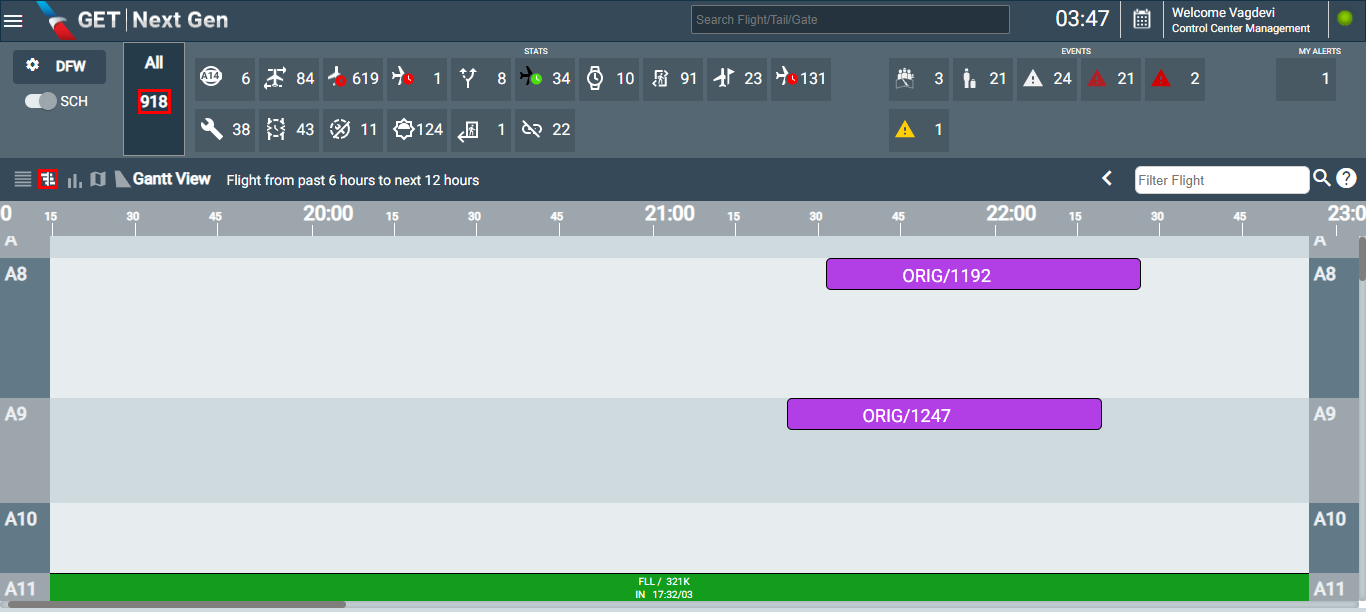 GET | Next Gen
Search Flight/Tail/Gate
03:47
Welcome Vagdevi
Control Center Management
DFW
SCH
All
918
STATS
A14 6 84 619 1 8 34 10 91 23 131
38 43 11 124 1 22
EVENTS
3 21 24 21 2
1
MY ALERTS
1
Gantt View Flight from past 6 hours to next 12 hours
Filter Flight
?
0 15 30 45 20:00 15 30 45 21:00 15 30 45 22:00 15 30 45 23:0
A A
A8 ORIG/1192 A8
A9 ORIG/1247 A9
A10 A10
A11 FLL / 321K A11
IN 17:32/03